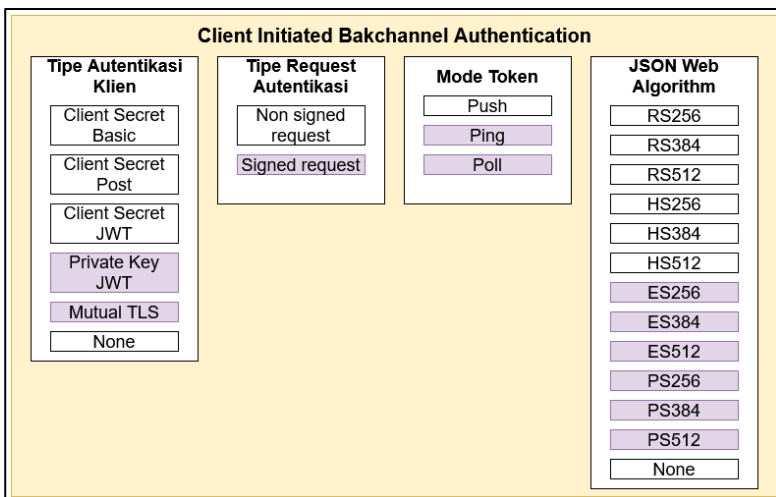 Client Initiated Bakchannel Authentication
Tipe Autentikasi
Klien
Client Secret
Basic
Client Secret
Post
Client Secret
JWT
Private Key
JWT
Mutual TLS
None
Tipe Request
Autentikasi
Non signed
request
Signed request
Mode Token
Push
Ping
Poll
JSON Web
Algorithm
RS256
RS384
RS512
HS256
HS384
HS512
ES256
ES384
ES512
PS256
PS384
PS512
None